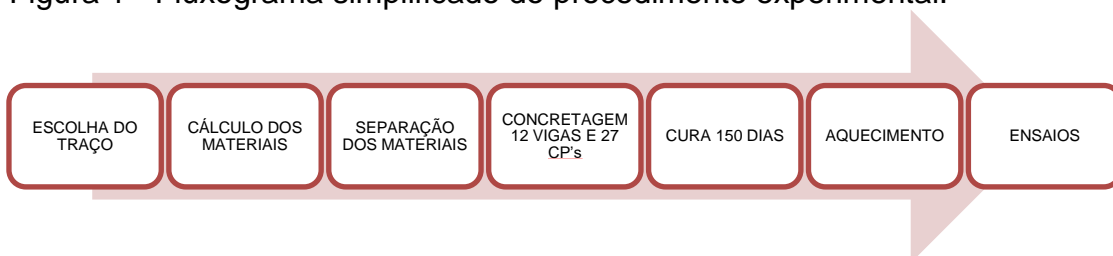 Figura 1 - Fluxograma simplificado do procedimento experimental.
ESCOLHA DO
TRAÇO
CÁLCULO DOS
MATERIAIS
SEPARAÇÃO
DOS MATERIAIS
CONCRETAGEM
12 VIGAS E 27
CP's
CURA 150 DIAS
AQUECIMENTO
ENSAIOS